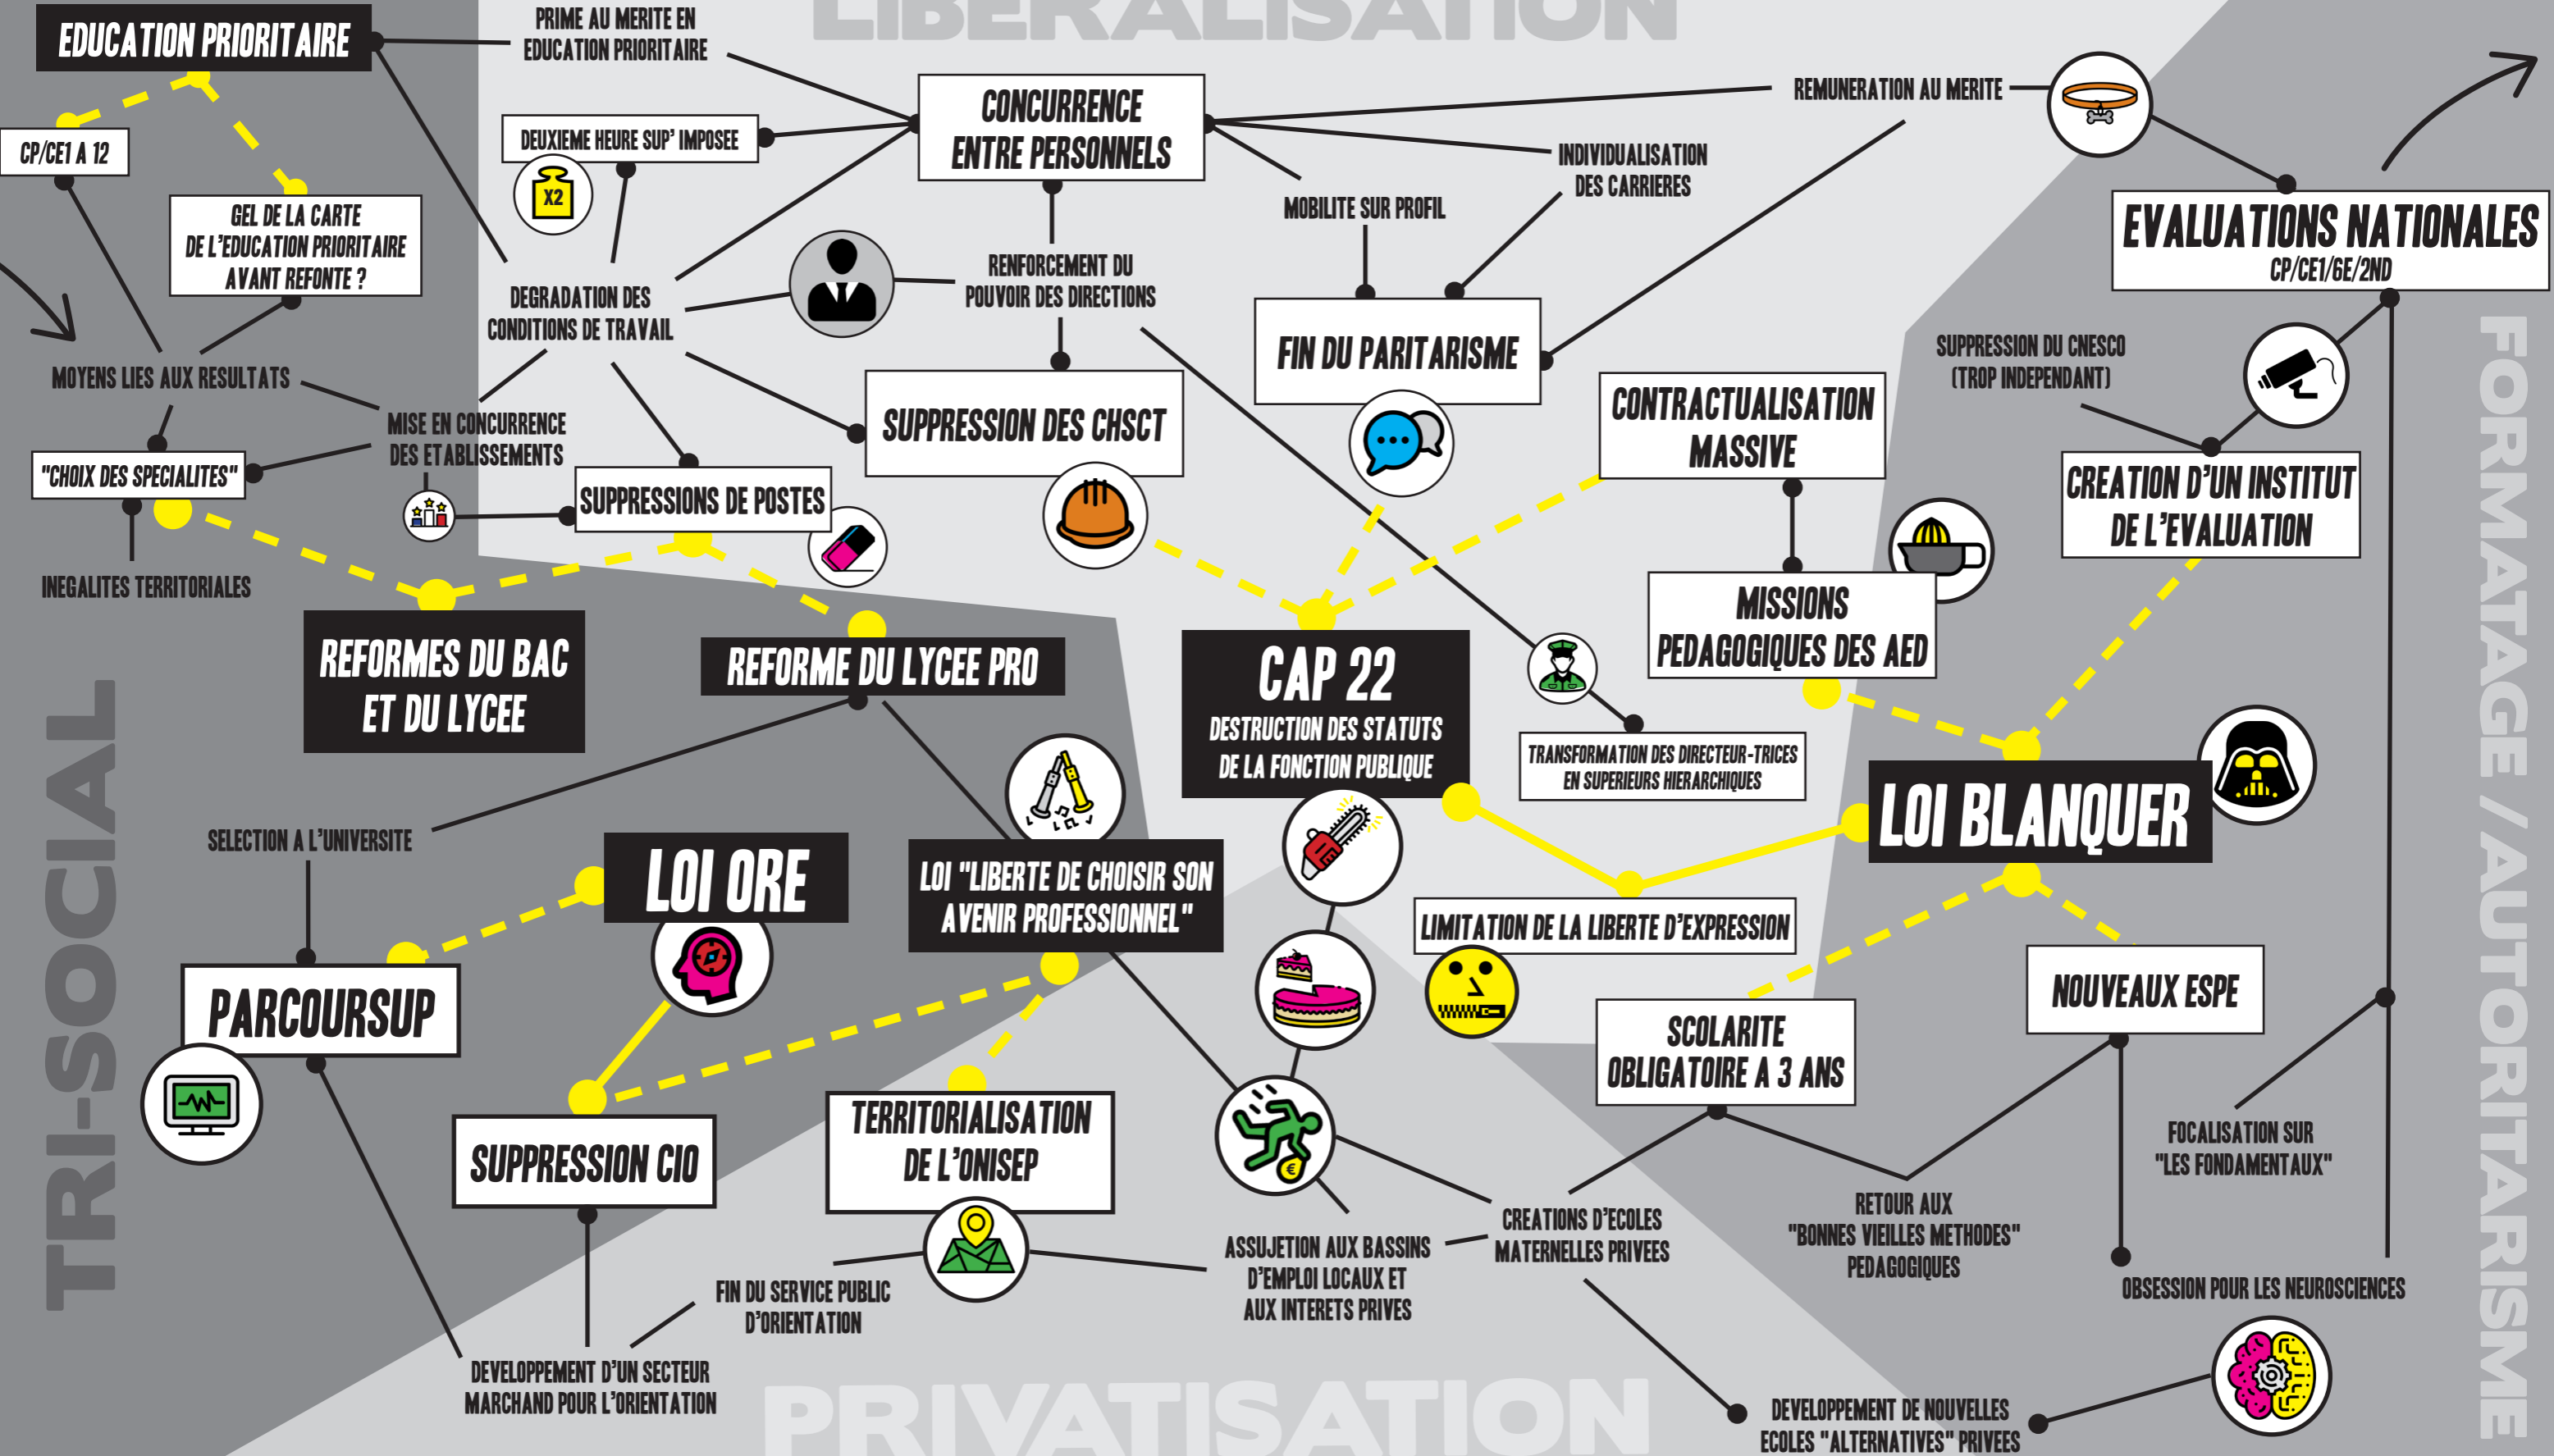 LIBERALISATION
EDUCATION PRIORITAIRE
PRIME AU MERITE EN
EDUCATION PRIORITAIRE
CP/CE1 A 12
DEUXIEME HEURE SUP' IMPOSEE
X2
CONCURRENCE
ENTRE PERSONNELS
REMUNERATION AU MERITE
INDIVIDUALISATION
DES CARRIERES
MOBILITE SUR PROFIL
EVALUATIONS NATIONALES
CP/CE1/6E/2ND
GEL DE LA CARTE
DE L'EDUCATION PRIORITAIRE
AVANT REFONTE ?
DEGRADATION DES
CONDITIONS DE TRAVAIL
RENFORCEMENT DU
POUVOIR DES DIRECTIONS
FIN DU PARITARISME
SUPPRESSION DU CNESCO
(TROP INDEPENDANT)
MOYENS LIES AUX RESULTATS
MISE EN CONCURRENCE
DES ETABLISSEMENTS
SUPPRESSION DES CHSCT
CONTRACTUALISATION
MASSIVE
"CHOIX DES SPECIALITES"
SUPPRESSIONS DE POSTES
CREATION D'UN INSTITUT
DE L'EVALUATION
INEGALITES TERRITORIALES
REFORMES DU BAC
ET DU LYCEE
REFORME DU LYCEE PRO
CAP 22
DESTRUCTION DES STATUTS
DE LA FONCTION PUBLIQUE
MISSIONS
PEDAGOGIQUES DES AED
TRANSFORMATION DES DIRECTEUR-TRICES
EN SUPERIEURS HIERARCHIQUES
LOI BLANQUER
TRI-SOCIAL
FORMATAGE / AUTORITARISME
SELECTION A L'UNIVERSITE
LOI ORE
LOI "LIBERTE DE CHOISIR SON
AVENIR PROFESSIONNEL"
LIMITATION DE LA LIBERTE D'EXPRESSION
PARCOURSUP
NOUVEAUX ESPE
SCOLARITE
OBLIGATOIRE A 3 ANS
SUPPRESSION CIO
TERRITORIALISATION
DE L'ONISEP
€
FOCALISATION SUR
"LES FONDAMENTAUX"
CREATIONS D'ECOLES
MATERNELLES PRIVEES
RETOUR AUX
"BONNES VIEILLES METHODES"
PEDAGOGIQUES
ASSUJETION AUX BASSINS
D'EMPLOI LOCAUX ET
AUX INTERETS PRIVES
FIN DU SERVICE PUBLIC
D'ORIENTATION
OBSESSION POUR LES NEUROSCIENCES
DEVELOPPEMENT D'UN SECTEUR
MARCHAND POUR L'ORIENTATION
PRIVATISATION
DEVELOPPEMENT DE NOUVELLES
ECOLES "ALTERNATIVES" PRIVEES